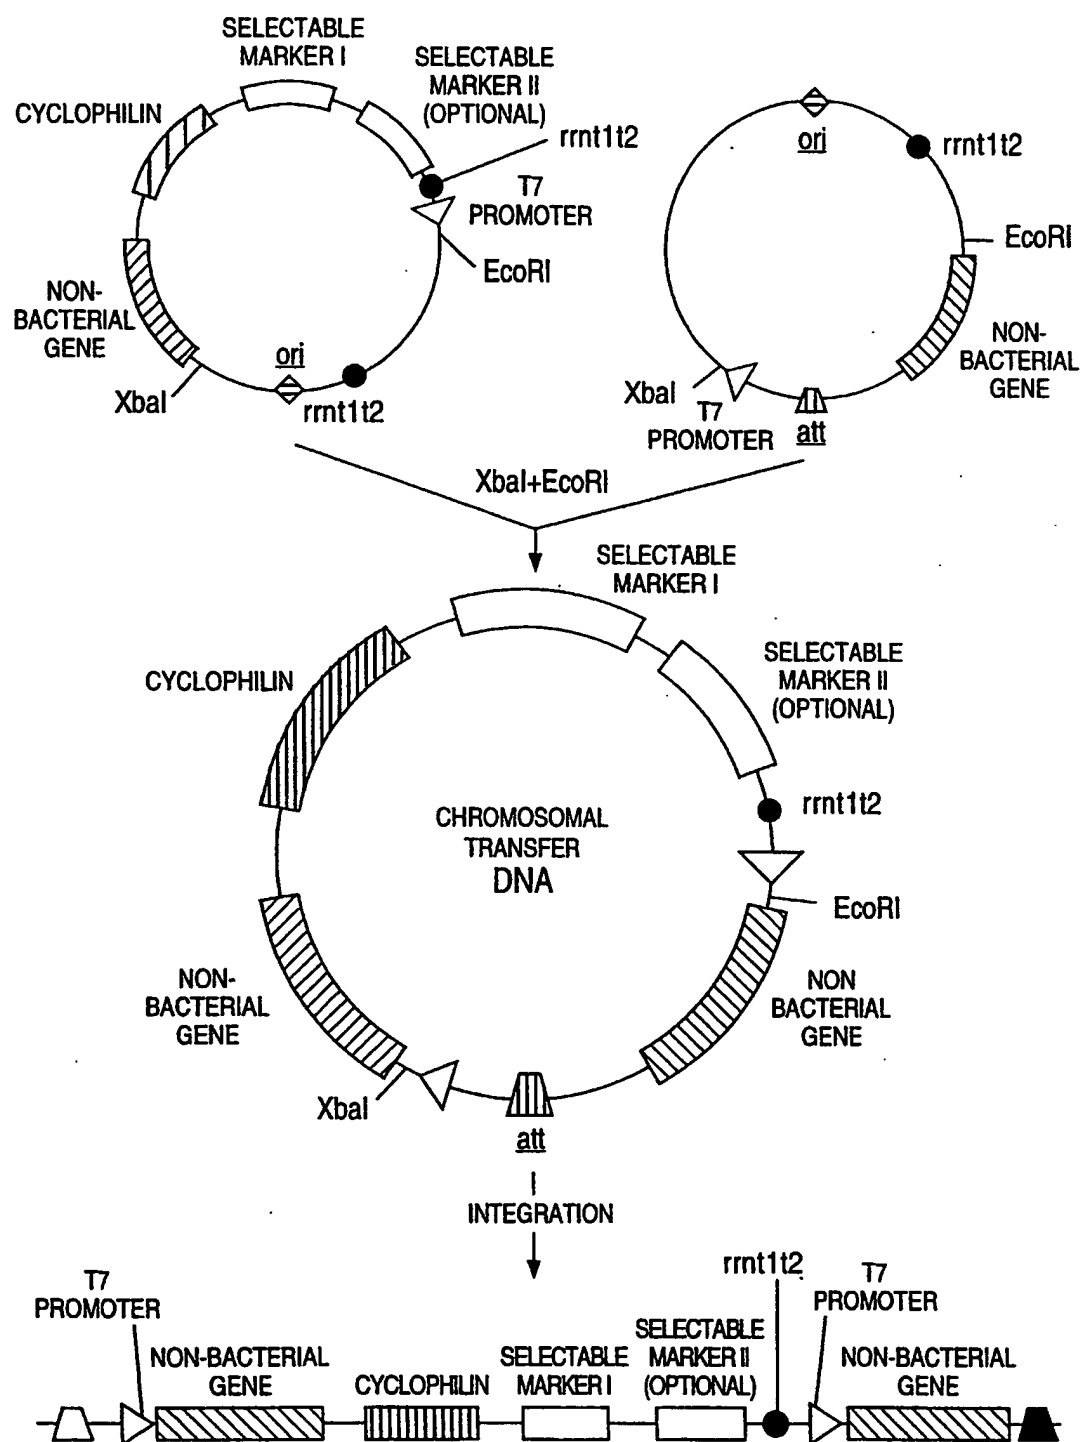 SELECTABLE
MARKER I
SELECTABLE
MARKER II
(OPTIONAL)
CYCLOPHILIN
rrnt1t2
T7
PROMOTER
EcoRI
NON-
BACTERIAL
GENE
ori
XbaI
rrnt1t2
ori
rrnt1t2
EcoRI
NON-
BACTERIAL
GENE
XbaI
T7
PROMOTER
att
XbaI+EcoRI
SELECTABLE
MARKER I
SELECTABLE
MARKER II
(OPTIONAL)
CYCLOPHILIN
rrnt1t2
CHROMOSOMAL
TRANSFER
DNA
EcoRI
NON-
BACTERIAL
GENE
NON
BACTERIAL
GENE
XbaI
att
INTEGRATION
T7
PROMOTER
rrnt1t2
T7
PROMOTER
NON-BACTERIAL
GENE
CYCLOPHILIN
SELECTABLE
MARKER I
SELECTABLE
MARKER II
(OPTIONAL)
NON-BACTERIAL
GENE